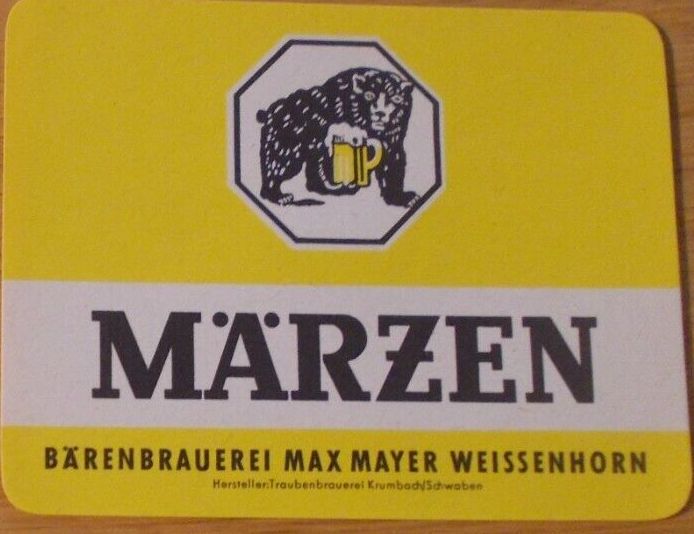 MÄRZEN
BÄRENBRAUEREI MAX MAYER WEISSENHORN
Hersteller:Traubenbrauerei Krumbach/Schwaben